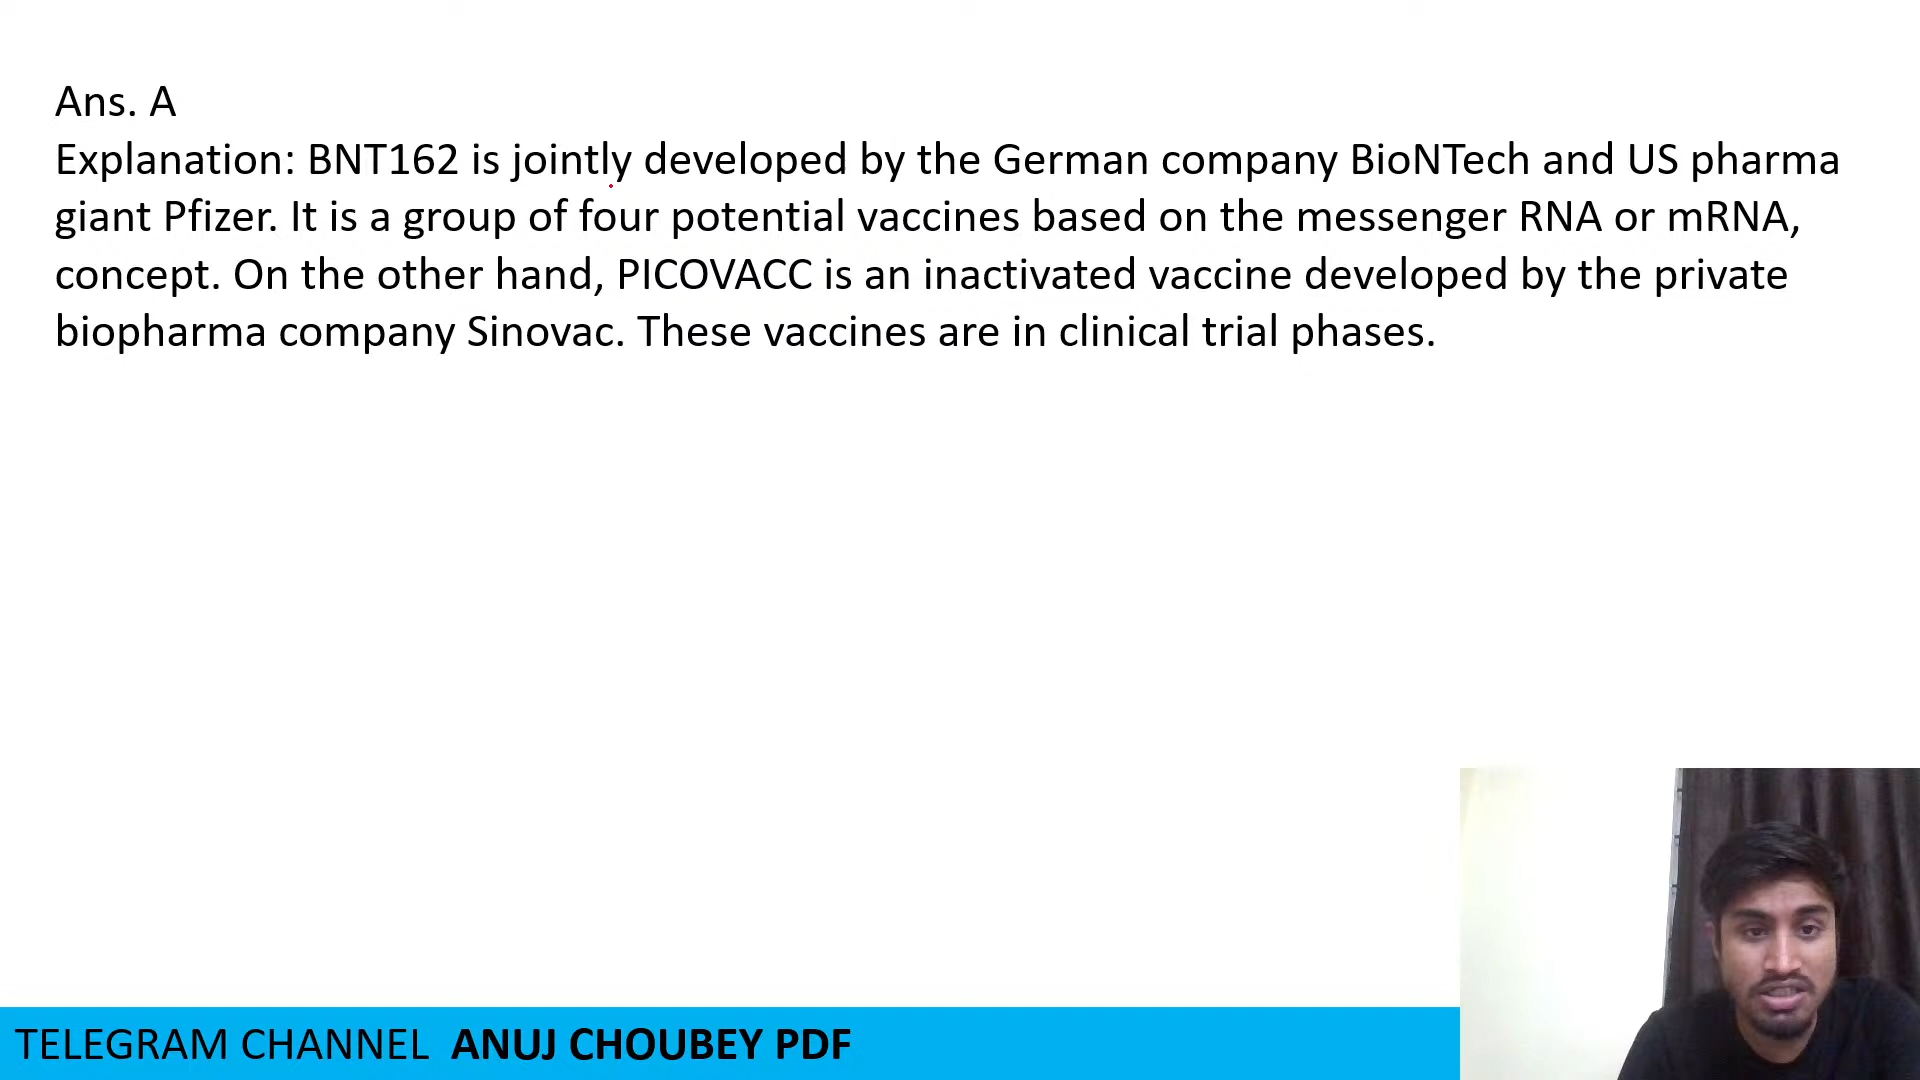 Ans. A
Explanation: BNT162 is jointly developed by the German company BioNTech and US pharma
giant Pfizer. It is a group of four potential vaccines based on the messenger RNA or mRNA,
concept. On the other hand, PICOVACC is an inactivated vaccine developed by the private
biopharma company Sinovac. These vaccines are in clinical trial phases.
TELEGRAM CHANNEL ANUJ CHOUBEY PDF